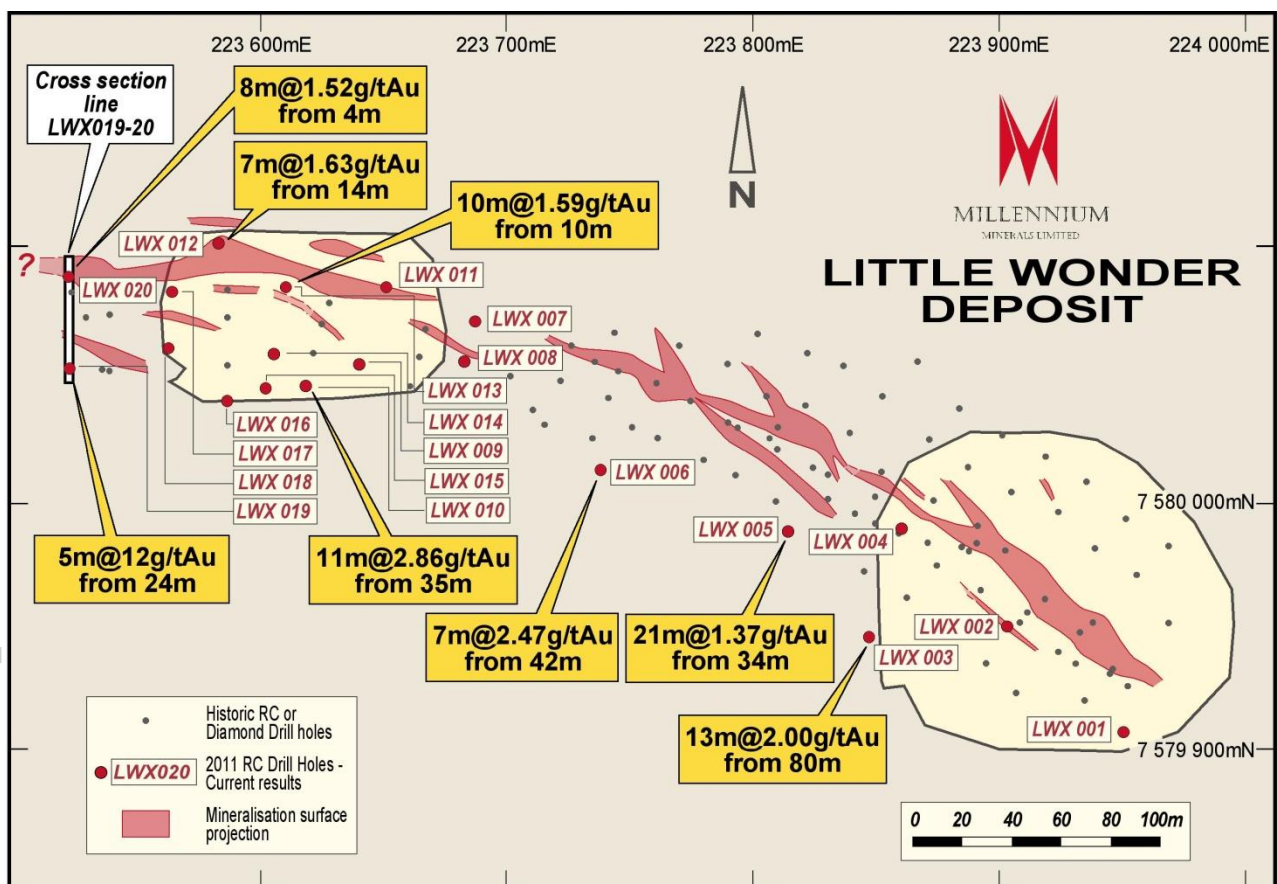 223 600mE
223 700mE
223 800mE
223 900mE
224 000mE
Cross section
line
LWX019-20
8m@1.52g/tAu
from 4m
7m@1.63g/tAu
from 14m
10m@1.59g/tAu
from 10m
N
MILLENNIUM
MINERALS LIMITED
LITTLE WONDER
DEPOSIT
?
LWX 012
LWX 011
LWX 020
LWX 007
LWX 008
LWX 013
LWX 016
LWX 014
LWX 017
LWX 009
LWX 018
LWX 015
LWX 019
LWX 010
LWX 006
LWX 005
LWX 004
7 580 000mN
5m@12g/tAu
from 24m
11m@2.86g/tAu
from 35m
7m@2.47g/tAu
from 42m
21m@1.37g/tAu
from 34m
LWX 002
LWX 003
13m@2.00g/tAu
from 80m
LWX 001
7 579 900mN
Historic RC or
Diamond Drill holes
LWX020
2011 RC Drill Holes -
Current results
Mineralisation surface
projection
0 20 40 60 80 100m